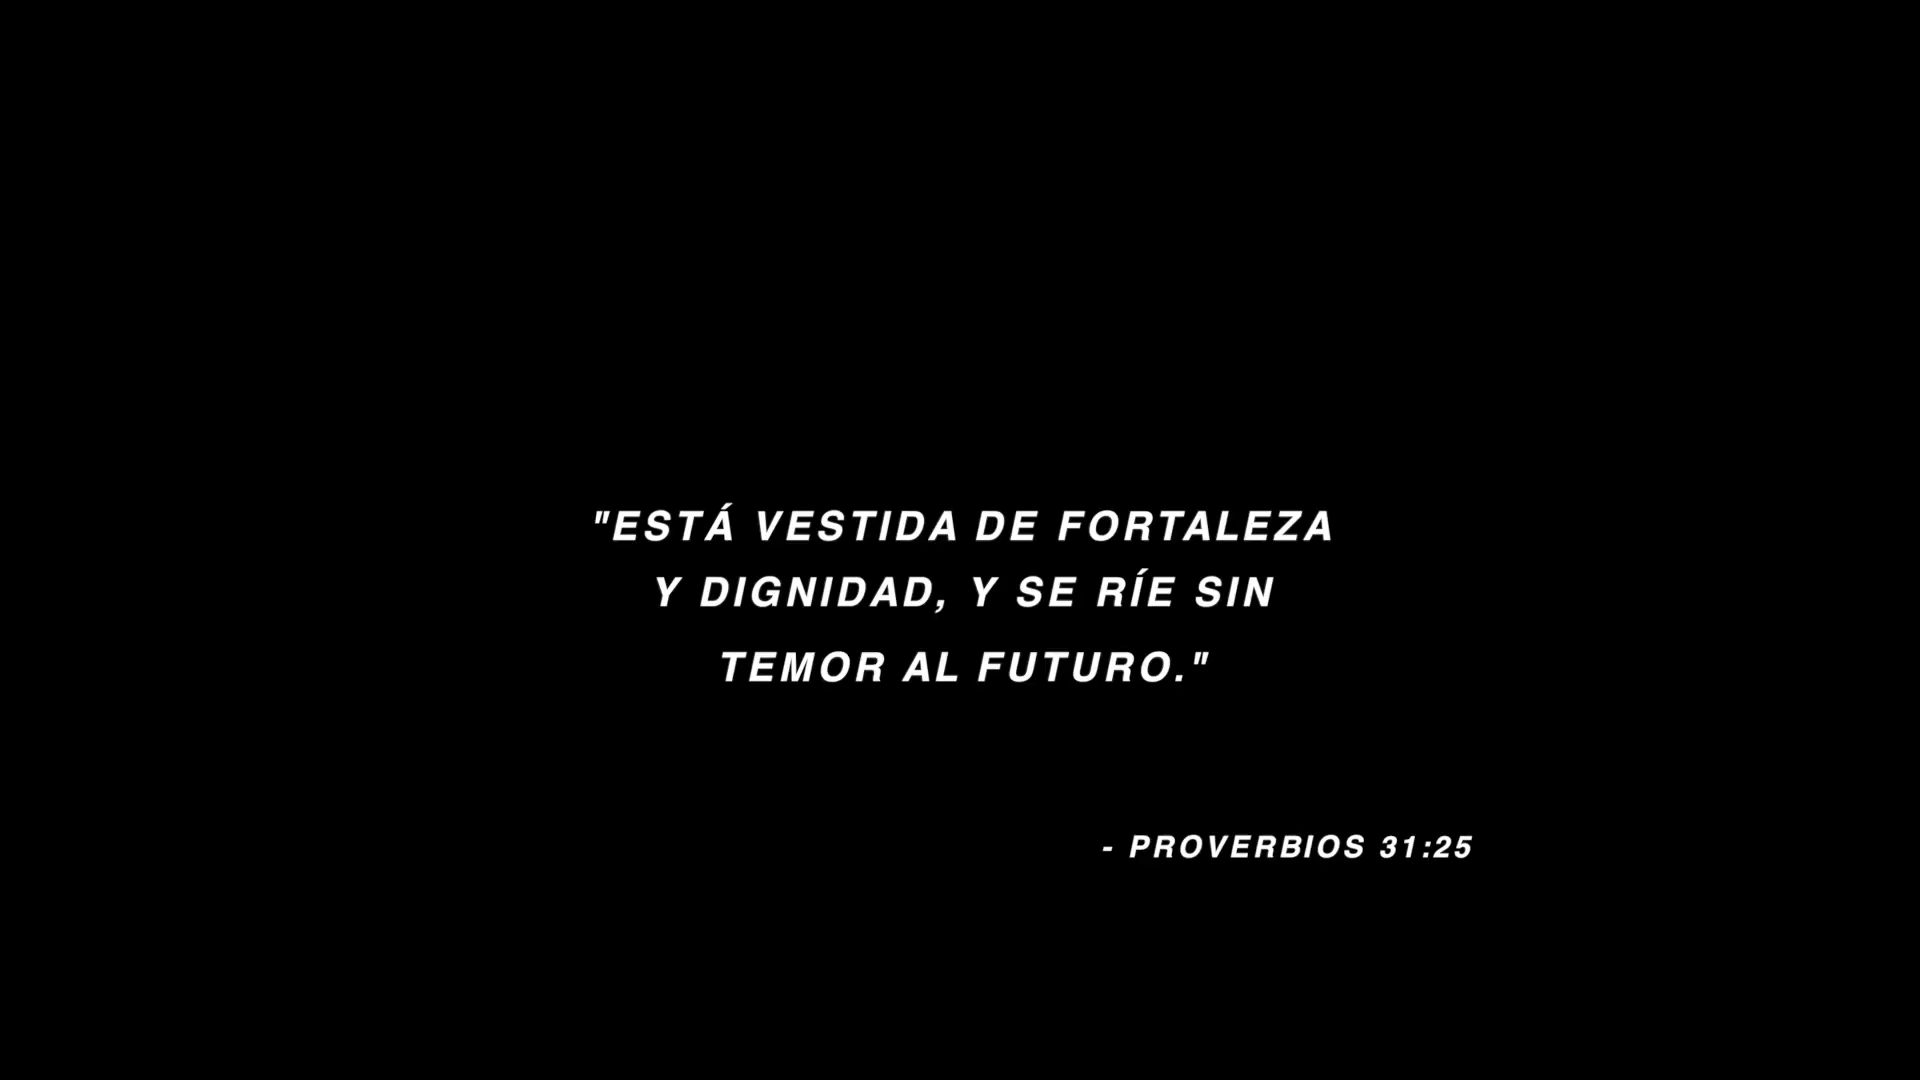 "ESTÁ VESTIDA DE FORTALEZA
Y DIGNIDAD, Y SE RÍE SIN
TEMOR AL FUTURO."
- PROVERBIOS 31:25